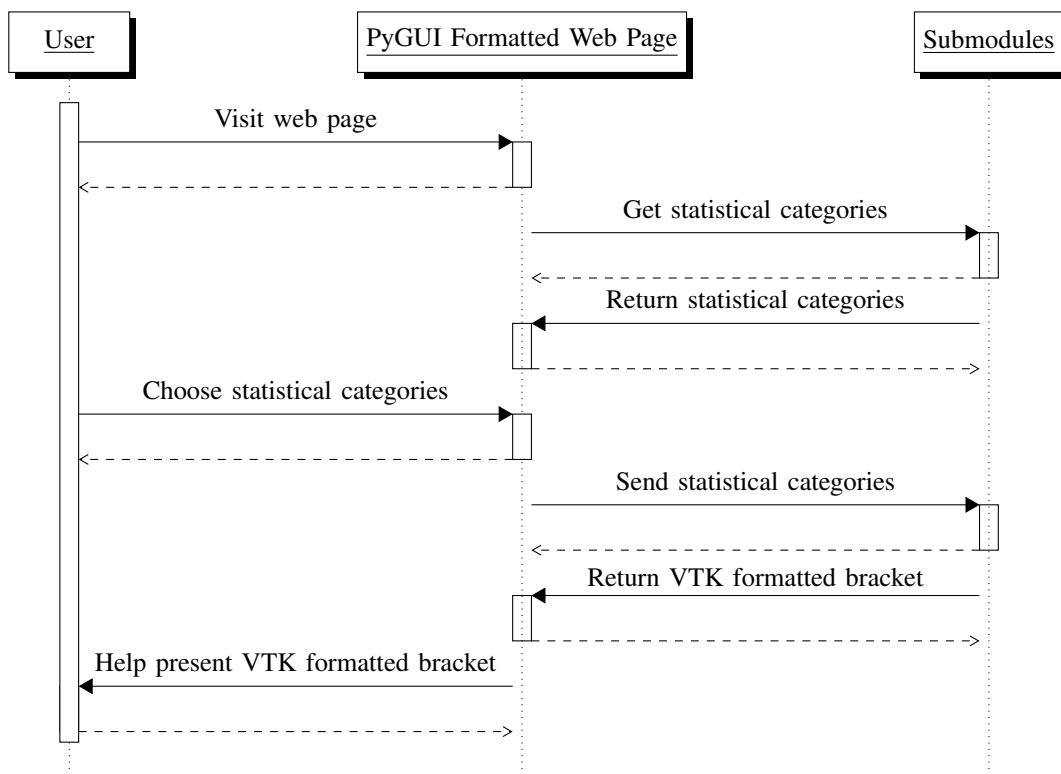 User
PyGUI Formatted Web Page
Submodules
Visit web page
Get statistical categories
Return statistical categories
Choose statistical categories
Send statistical categories
Return VTK formatted bracket
Help present VTK formatted bracket